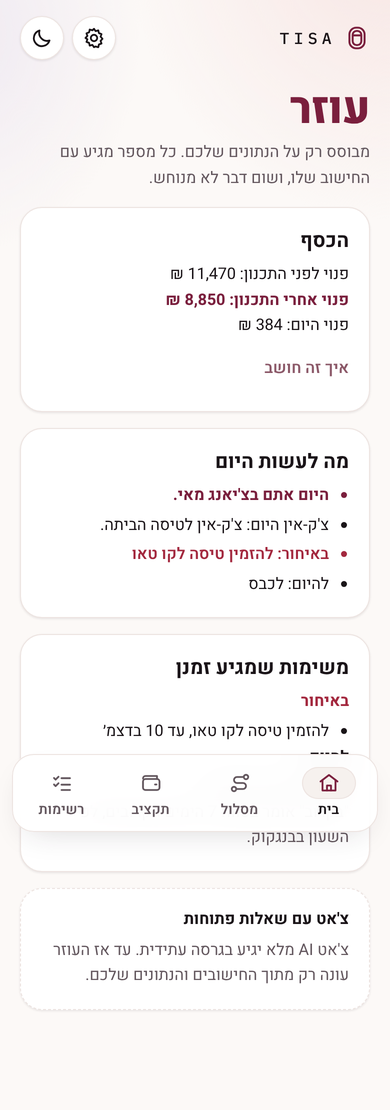 TISA
עוזר
מבוסס רק על הנתונים שלכם. כל מספר מגיע עם
החישוב שלו, ושום דבר לא מנוחש.
הכסף
פנוי לפני התכנון: 11,470 ₪
פנוי אחרי התכנון: 8,850 ₪
פנוי היום: 384 ₪
איך זה חושב
מה לעשות היום
היום אתם בצ'יאנג מאי.
צ'ק-אין היום: צ'ק-אין לטיסה הביתה.
באיחור: להזמין טיסה לקו טאו
להיום: לכבס
משימות שמגיע זמנן
באיחור
להזמין טיסה לקו טאו, עד 10 בדצמ׳
בית
מסלול
תקציב
רשימות
השעון בבנגקוק.
צ'אט עם שאלות פתוחות
צ'אט AI מלא יגיע בגרסה עתידית. עד אז העוזר
עונה רק מתוך החישובים והנתונים שלכם.